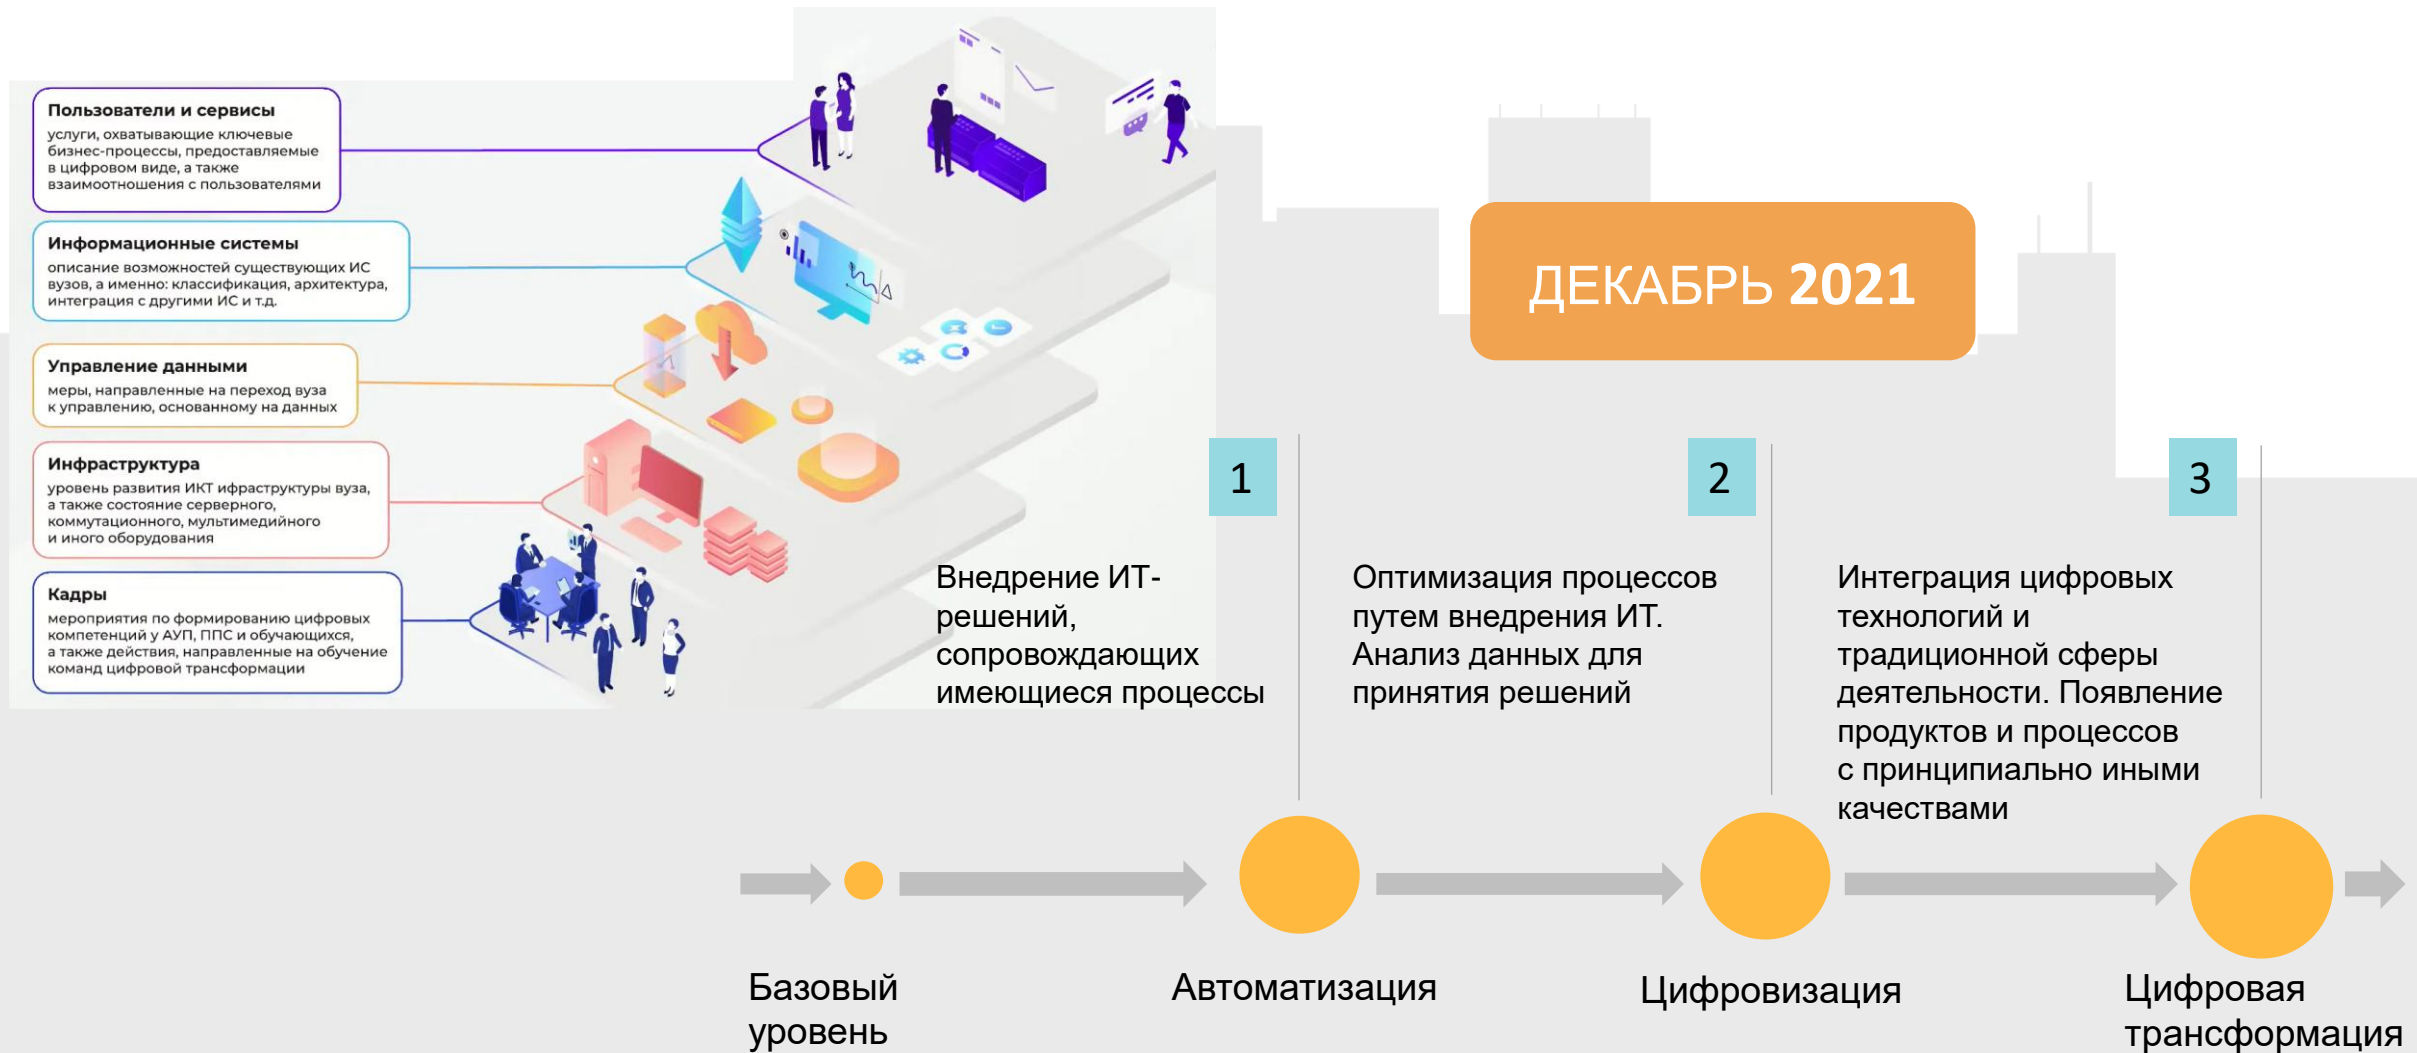 Пользователи и сервисы
услуги, охватывающие ключевые
бизнес-процессы, предоставляемые
в цифровом виде, а также
взаимоотношения с пользователями
Информационные системы
описание возможностей существующих ИС
вузов, а именно: классификация, архитектура,
интеграция с другими ИС и т.д.
Управление данными
меры, направленные на переход вуза
к управлению, основанному на данных
Инфраструктура
уровень развития ИКТ ифраструктуры вуза,
а также состояние серверного,
коммутационного, мультимедийного
и иного оборудования
Кадры
мероприятия по формированию цифровых
компетенций у АУП, ППС и обучающихся,
а также действия, направленные на обучение
команд цифровой трансформации
ДЕКАБРЬ 2021
1
Внедрение ИТ-
решений,
сопровождающих
имеющиеся процессы
2
Оптимизация процессов
путем внедрения ИТ.
Анализ данных для
принятия решений
3
Интеграция цифровых
технологий и
традиционной сферы
деятельности. Появление
продуктов и процессов
с принципиально иными
качествами
Базовый
уровень
Автоматизация
Цифровизация
Цифровая
трансформация